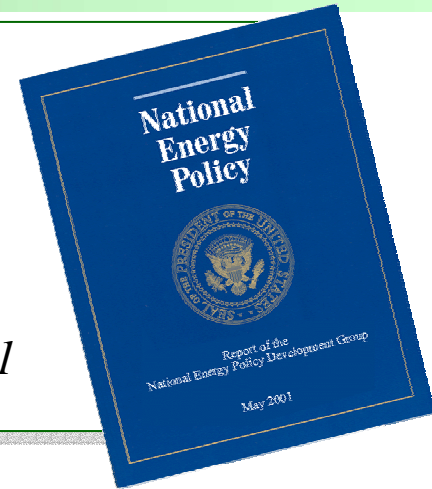 National
Energy
Policy
SEAL OF THE PRESIDENT OF THE UNITED STATES
l
Report of the
National Energy Policy Development Group
May 2001